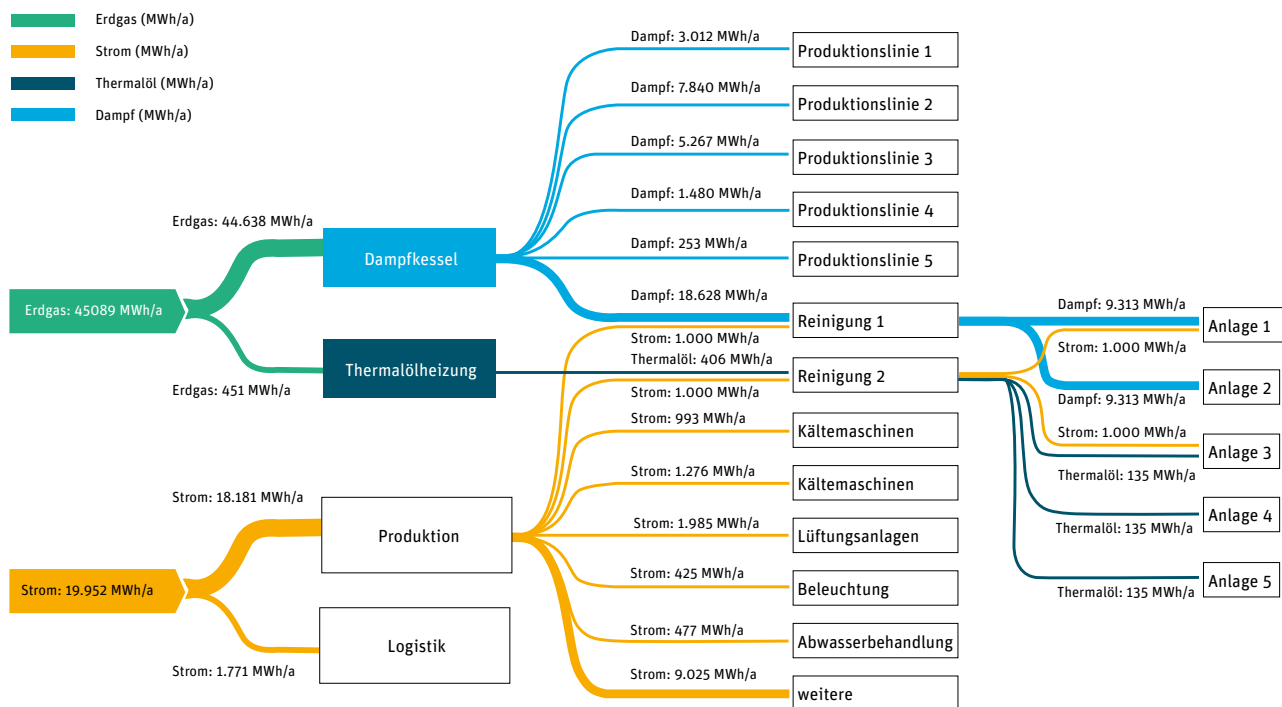 Erdgas (MWh/a)
Strom (MWh/a)
Thermalöl (MWh/a)
Dampf (MWh/a)
Erdgas: 45089 MWh/a
Erdgas: 44.638 MWh/a
Erdgas: 451 MWh/a
Dampfkessel
Thermalölheizung
Strom: 19.952 MWh/a
Strom: 18.181 MWh/a
Strom: 1.771 MWh/a
Produktion
Logistik
Dampf: 3.012 MWh/a
Produktionslinie 1
Dampf: 7.840 MWh/a
Produktionslinie 2
Dampf: 5.267 MWh/a
Produktionslinie 3
Dampf: 1.480 MWh/a
Produktionslinie 4
Dampf: 253 MWh/a
Produktionslinie 5
Dampf: 18.628 MWh/a
Reinigung 1
Strom: 1.000 MWh/a
Thermalöl: 406 MWh/a
Reinigung 2
Strom: 1.000 MWh/a
Strom: 993 MWh/a
Kältemaschinen
Strom: 1.276 MWh/a
Kältemaschinen
Strom: 1.985 MWh/a
Lüftungsanlagen
Strom: 425 MWh/a
Beleuchtung
Strom: 477 MWh/a
Abwasserbehandlung
Strom: 9.025 MWh/a
weitere
Dampf: 9.313 MWh/a
Anlage 1
Strom: 1.000 MWh/a
Anlage 2
Dampf: 9.313 MWh/a
Strom: 1.000 MWh/a
Anlage 3
Thermalöl: 135 MWh/a
Anlage 4
Thermalöl: 135 MWh/a
Anlage 5
Thermalöl: 135 MWh/a